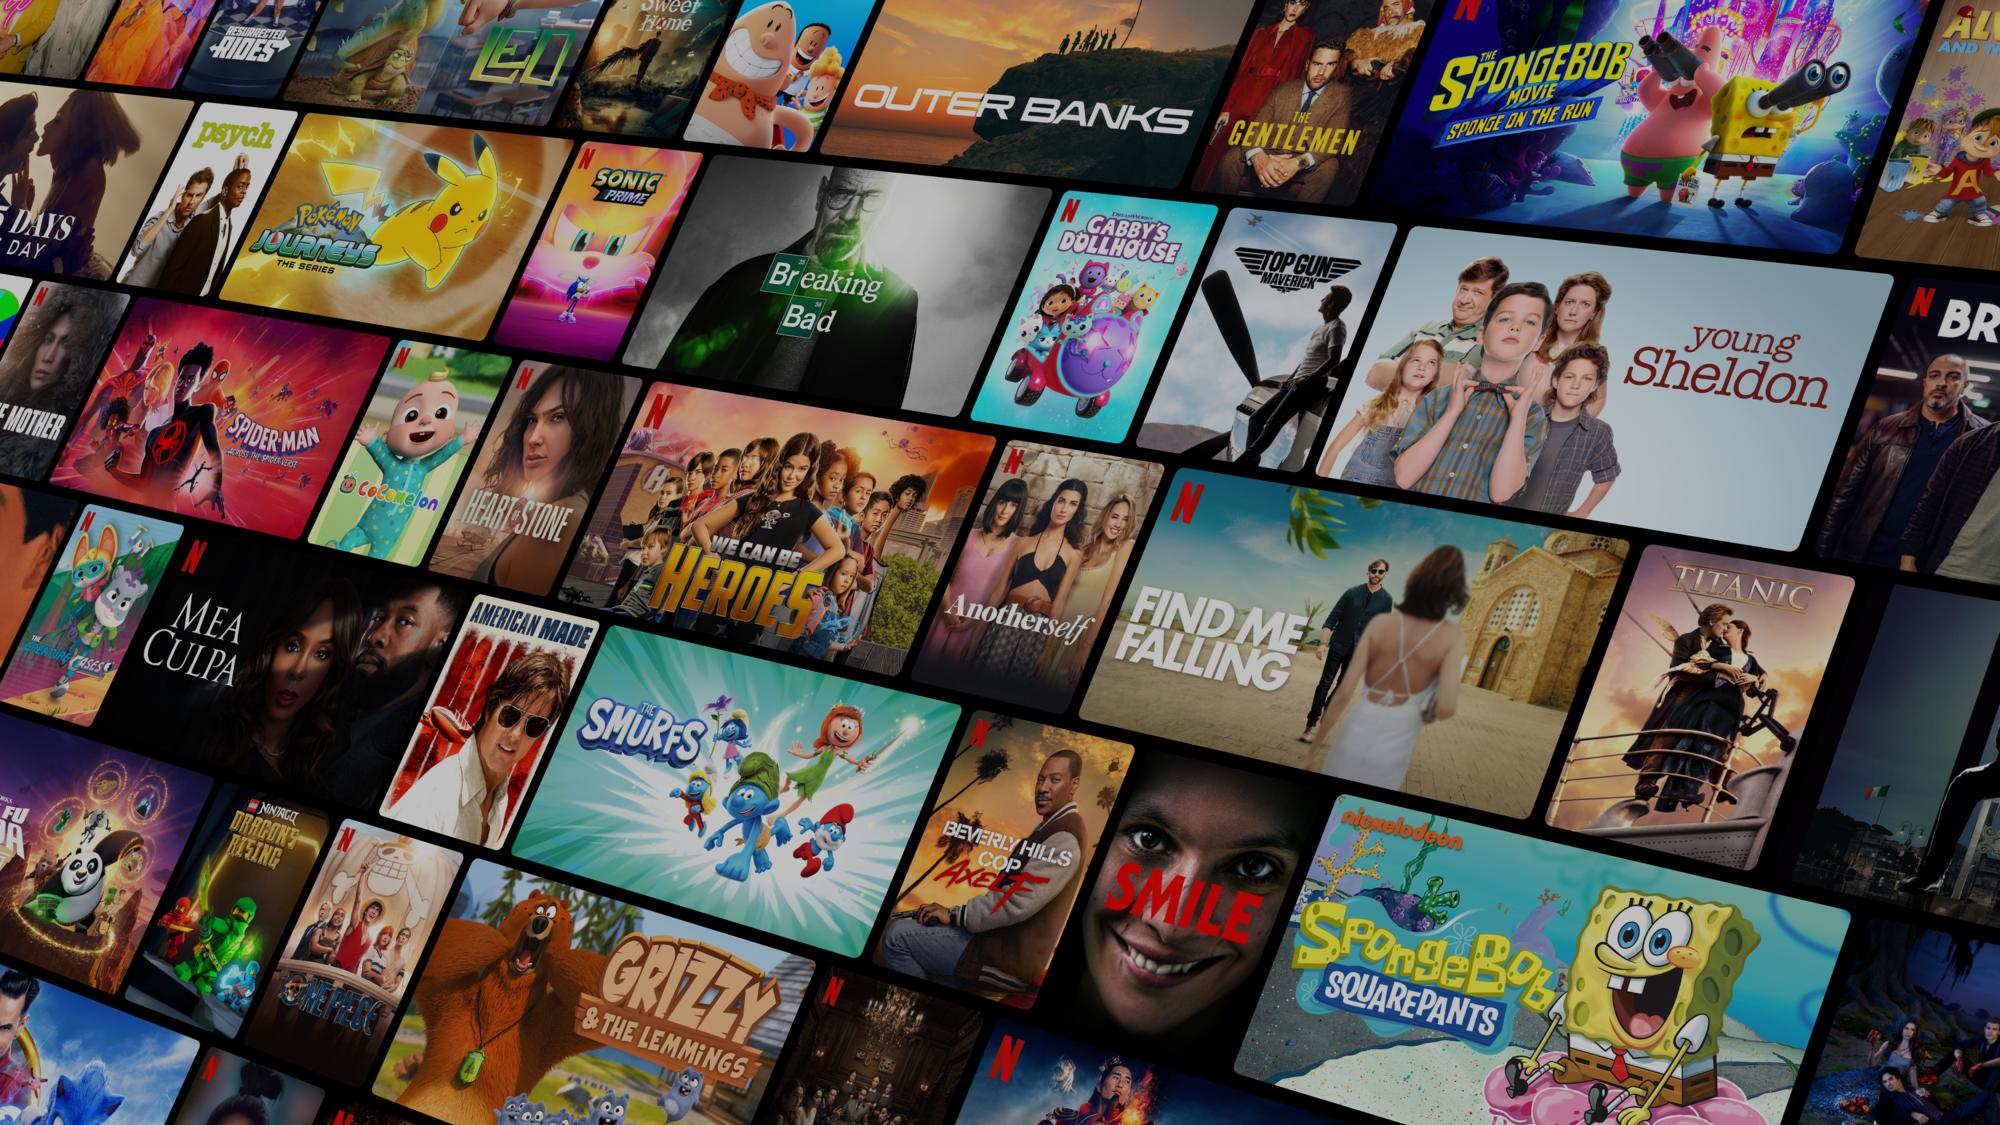 RESURRECTED
RIDES
LEO
Sweet
Home
OUTER BANKS
THE
GENTLEMEN
N
THE
SPONGEBOB
MOVIE
SPONGE ON THE RUN
AND
5 DAYS
DAY
psych
POKéMON
JOURNEYS
THE SERIES
N
SONIC
PRIME
35
Breaking
56
Bad
N
DREAMWORKS
GABBY'S
DOLLHOUSE
TOPGUN
MAVERICK
young
Sheldon
N
BR
N
MOTHER
SPIDER-MAN
ACROSS THE SPIDER-VERSE
N
COCOMELON
N
HEART OF STONE
N
WE CAN BE
HEROES
N
Anotherself
N
FIND ME
FALLING
TITANIC
N
THE
CREATURE CASES
N
MEA
CULPA
AMERICAN MADE
THE
SMURFS
N
BEVERLY HILLS
COP
AXEL F
SMILE
nickelodeon
SPONGEBOB
SQUAREPANTS
FU
LEGO
NINJAGO
DRAGONS
RISING
N
ONE PIECE
GRIZZY
& THE LEMMINGS
N
N
N
A